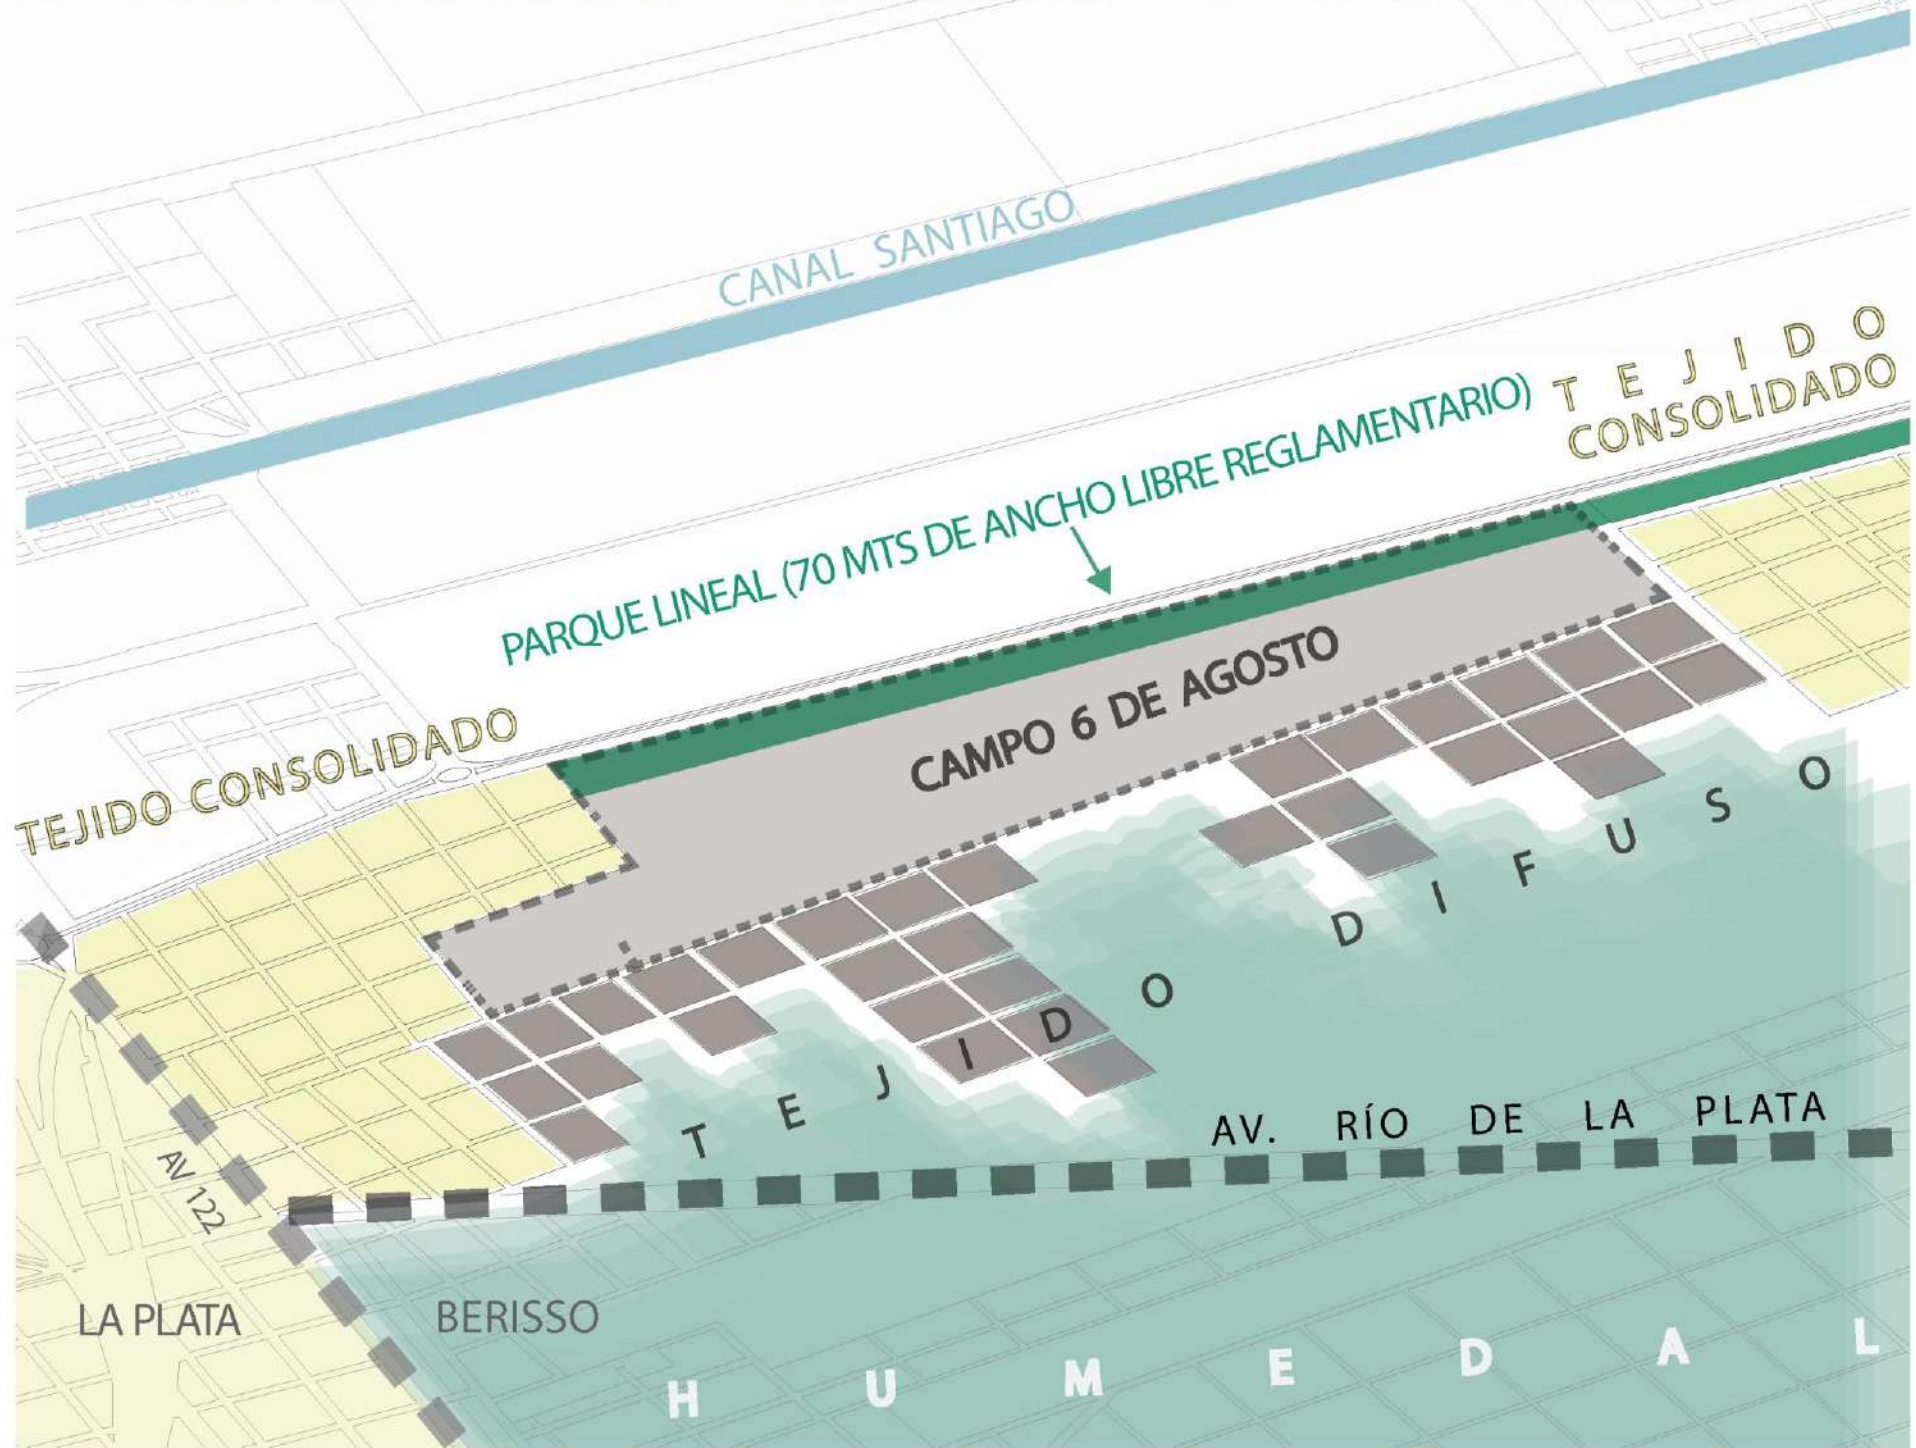 CANAL SANTIAGO
TEJIDO
CONSOLIDADO
PARQUE LINEAL (70 MTS DE ANCHO LIBRE REGLAMENTARIO)
CAMPO 6 DE AGOSTO
TEJIDO CONSOLIDADO
TEJIDO DIFUSO
AV. RÍO DE LA PLATA
AV 122
LA PLATA
BERISSO
HUMEDAL